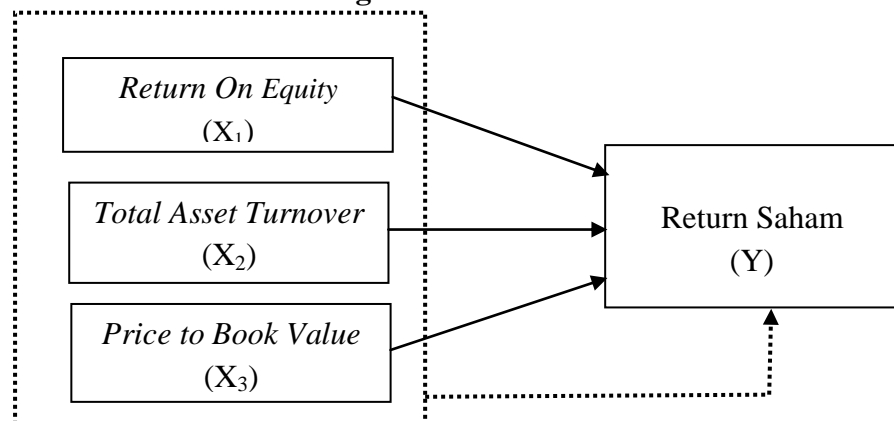 Return On Equity
(X₁)
Total Asset Turnover
(X₂)
Price to Book Value
(X₃)
Return Saham
(Y)